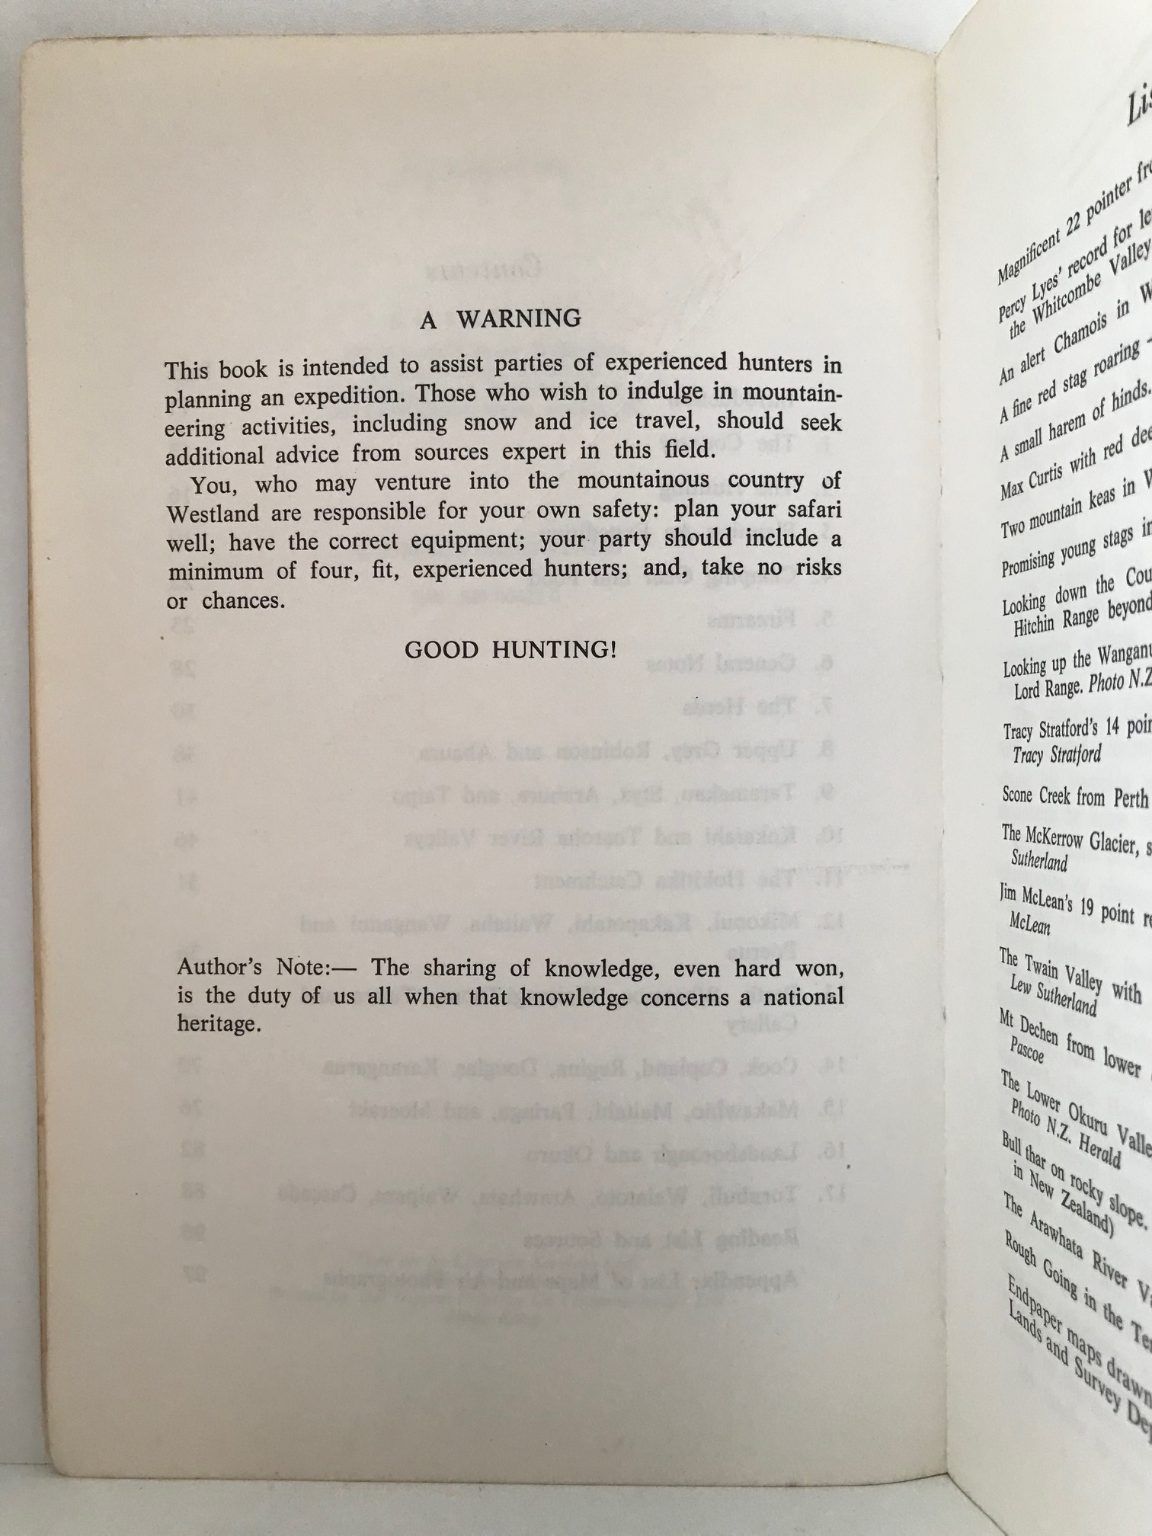 A WARNING
This book is intended to assist parties of experienced hunters in
planning an expedition. Those who wish to indulge in mountain-
eering activities, including snow and ice travel, should seek
additional advice from sources expert in this field.
You, who may venture into the mountainous country of
Westland are responsible for your own safety: plan your safari
well; have the correct equipment; your party should include a
minimum of four, fit, experienced hunters; and, take no risks
or chances.
GOOD HUNTING!
Author's Note:— The sharing of knowledge, even hard won,
is the duty of us all when that knowledge concerns a national
heritage.
Magnificent 22 pointer
Percy Lyes' record for
the Whitcombe Valley
An alert Chamois in
A fine red stag roaring
A small harem of hinds.
Max Curtis with red
Two mountain keas in
Promising young stags
Looking down the
Hitchin Range beyond
Looking up the
Lord Range. Photo N.Z.
Tracy Stratford's 14
Tracy Stratford
Scone Creek from Perth
The McKerrow Glacier,
Sutherland
Jim McLean's 19 point
McLean
The Twain Valley with
Lew Sutherland
Mt Dechen from lower
Pascoe
The Lower Okuru
Photo N.Z. Herald
Bull thar on rocky slope.
in New Zealand)
The Arawhata River
Rough Going in the
Endpaper maps drawn
Lands and Survey